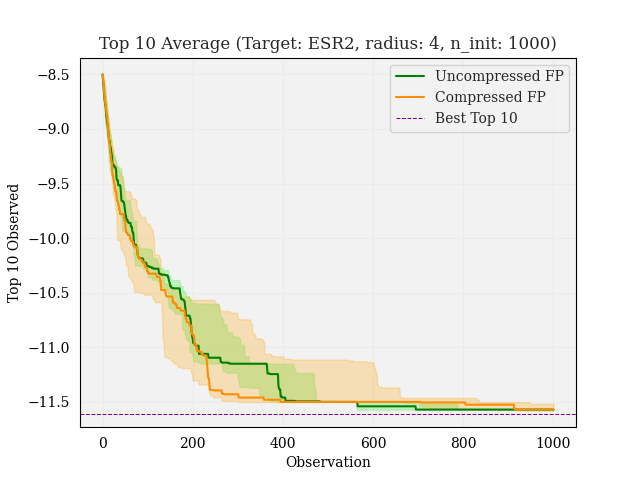 Top 10 Average (Target: ESR2, radius: 4, n_init: 1000)
Uncompressed FP
Compressed FP
Best Top 10
Top 10 Observed
−8.5
−9.0
−9.5
−10.0
−10.5
−11.0
−11.5
0 200 400 600 800 1000
Observation